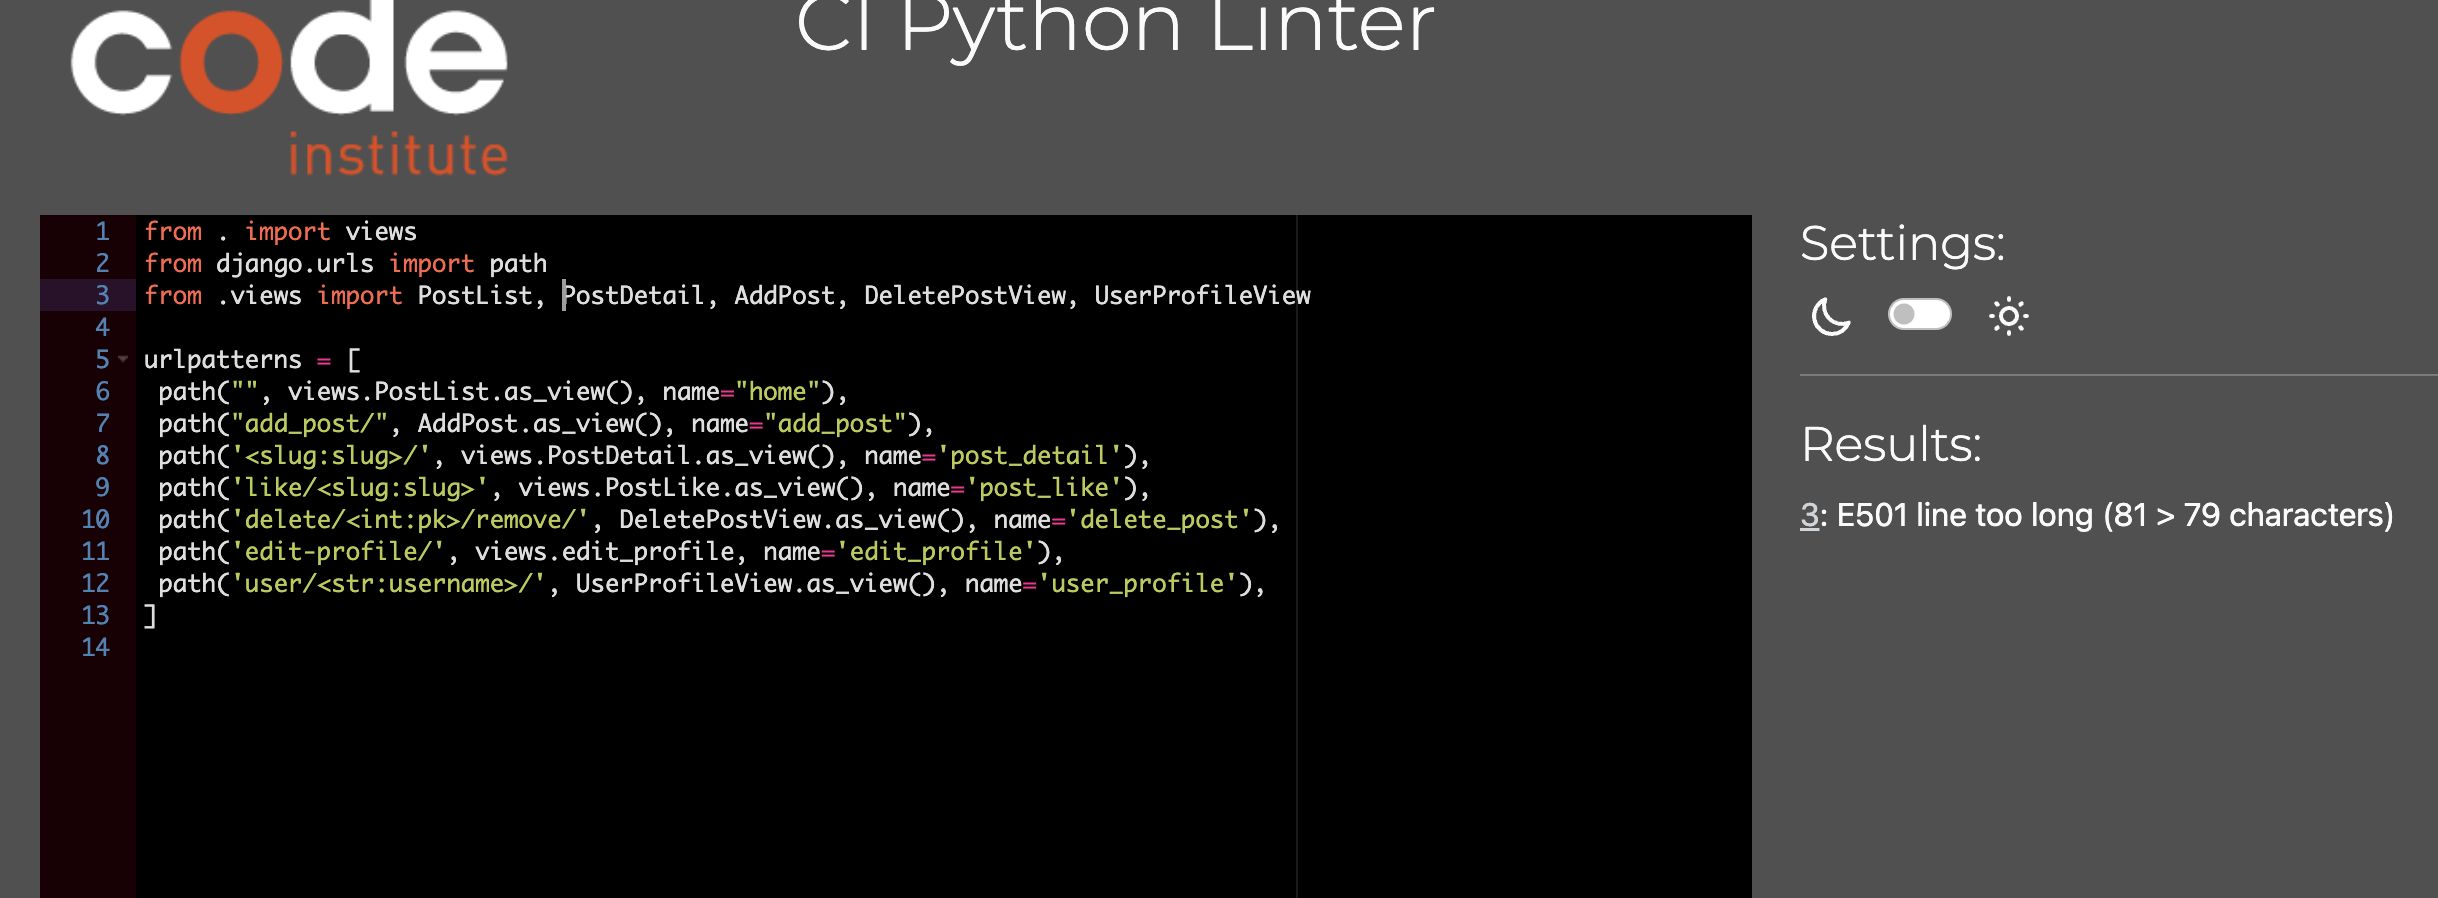 code
institute
CI Python Linter
1 from . import views
2 from django.urls import path
3 from .views import PostList, PostDetail, AddPost, DeletePostView, UserProfileView
4
5 urlpatterns = [
6  path("", views.PostList.as_view(), name="home"),
7  path("add_post/", AddPost.as_view(), name="add_post"),
8  path('<slug:slug>/', views.PostDetail.as_view(), name='post_detail'),
9  path('like/<slug:slug>', views.PostLike.as_view(), name='post_like'),
10  path('delete/<int:pk>/remove/', DeletePostView.as_view(), name='delete_post'),
11  path('edit-profile/', views.edit_profile, name='edit_profile'),
12  path('user/<str:username>/', UserProfileView.as_view(), name='user_profile'),
13 ]
14
Settings:
Results:
3: E501 line too long (81 > 79 characters)